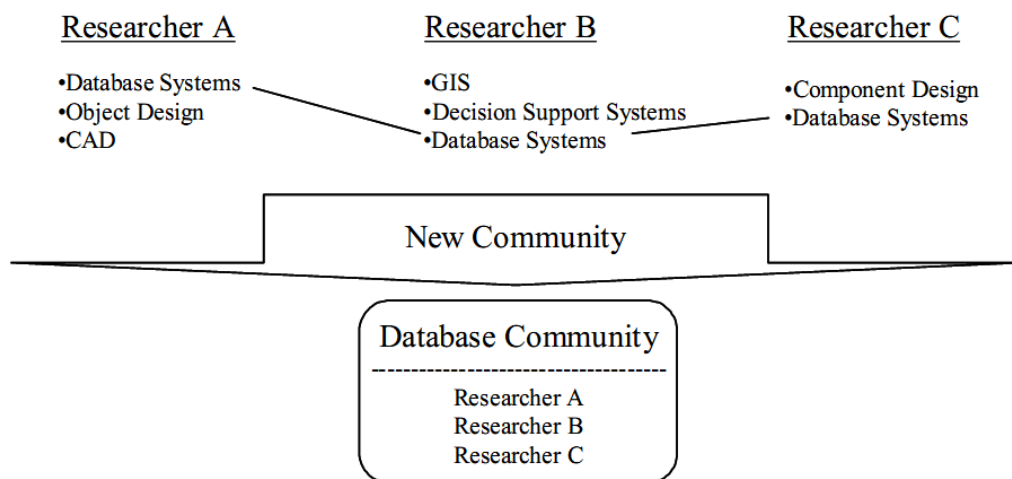 Researcher A
•Database Systems
•Object Design
•CAD
Researcher B
•GIS
•Decision Support Systems
•Database Systems
Researcher C
•Component Design
•Database Systems
New Community
Database Community
Researcher A
Researcher B
Researcher C